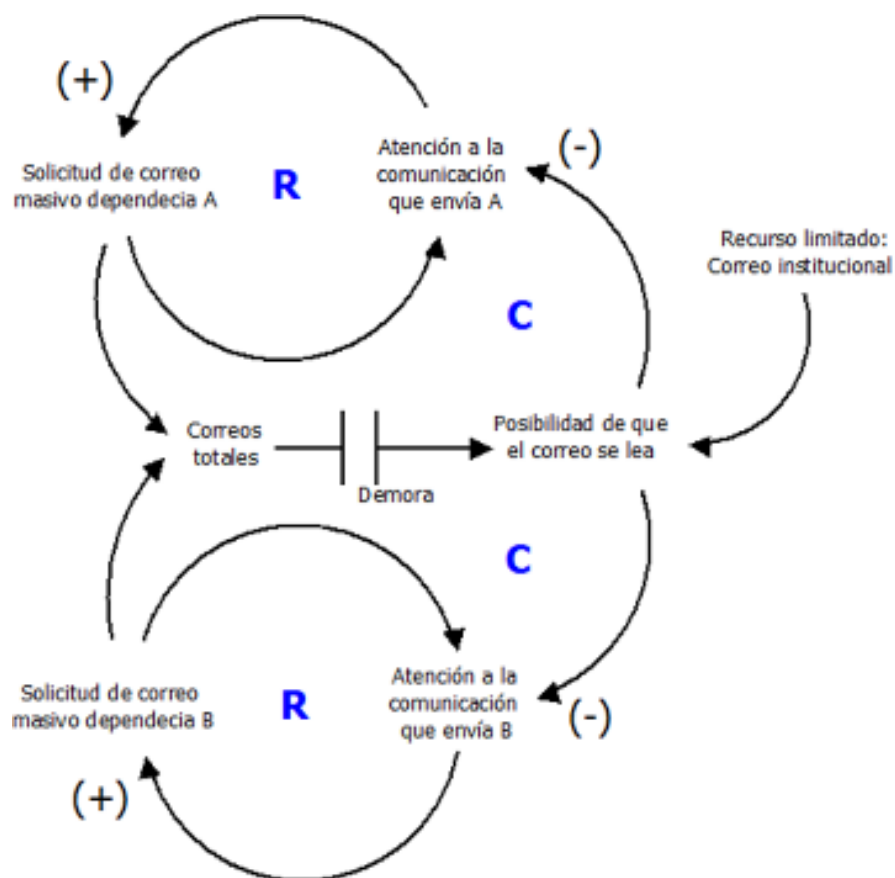 (+)
Solicitud de correo
masivo dependecia A
R
Atención a la
comunicación
que envía A
(-)
Recurso limitado:
Correo institucional
C
Correos
totales
Demora
Posibilidad de que
el correo se lea
C
Solicitud de correo
masivo dependecia B
R
Atención a la
comunicación
que envía B
(-)
(+)